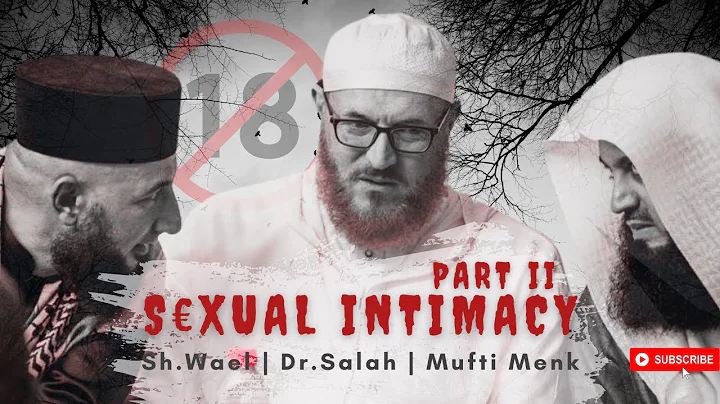 18
PART II
S€XUAL INTIMACY
Sh.Wael | Dr.Salah | Mufti Menk
SUBSCRIBE